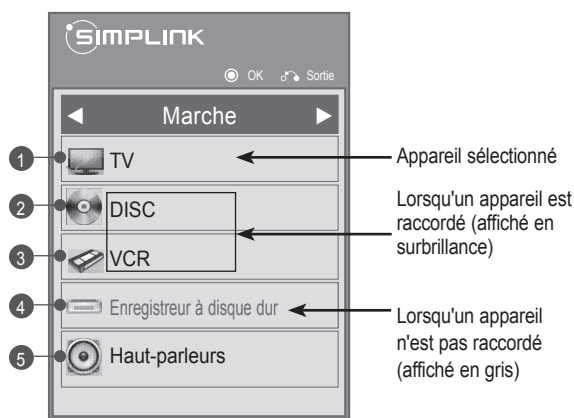 SIMPLINK
OK Sortie
Marche
1 TV
Appareil sélectionné
2 DISC
3 VCR
Lorsqu'un appareil est
raccordé (affiché en
surbrillance)
4 Enregistreur à disque dur
Lorsqu'un appareil
n'est pas raccordé
(affiché en gris)
5 Haut-parleurs